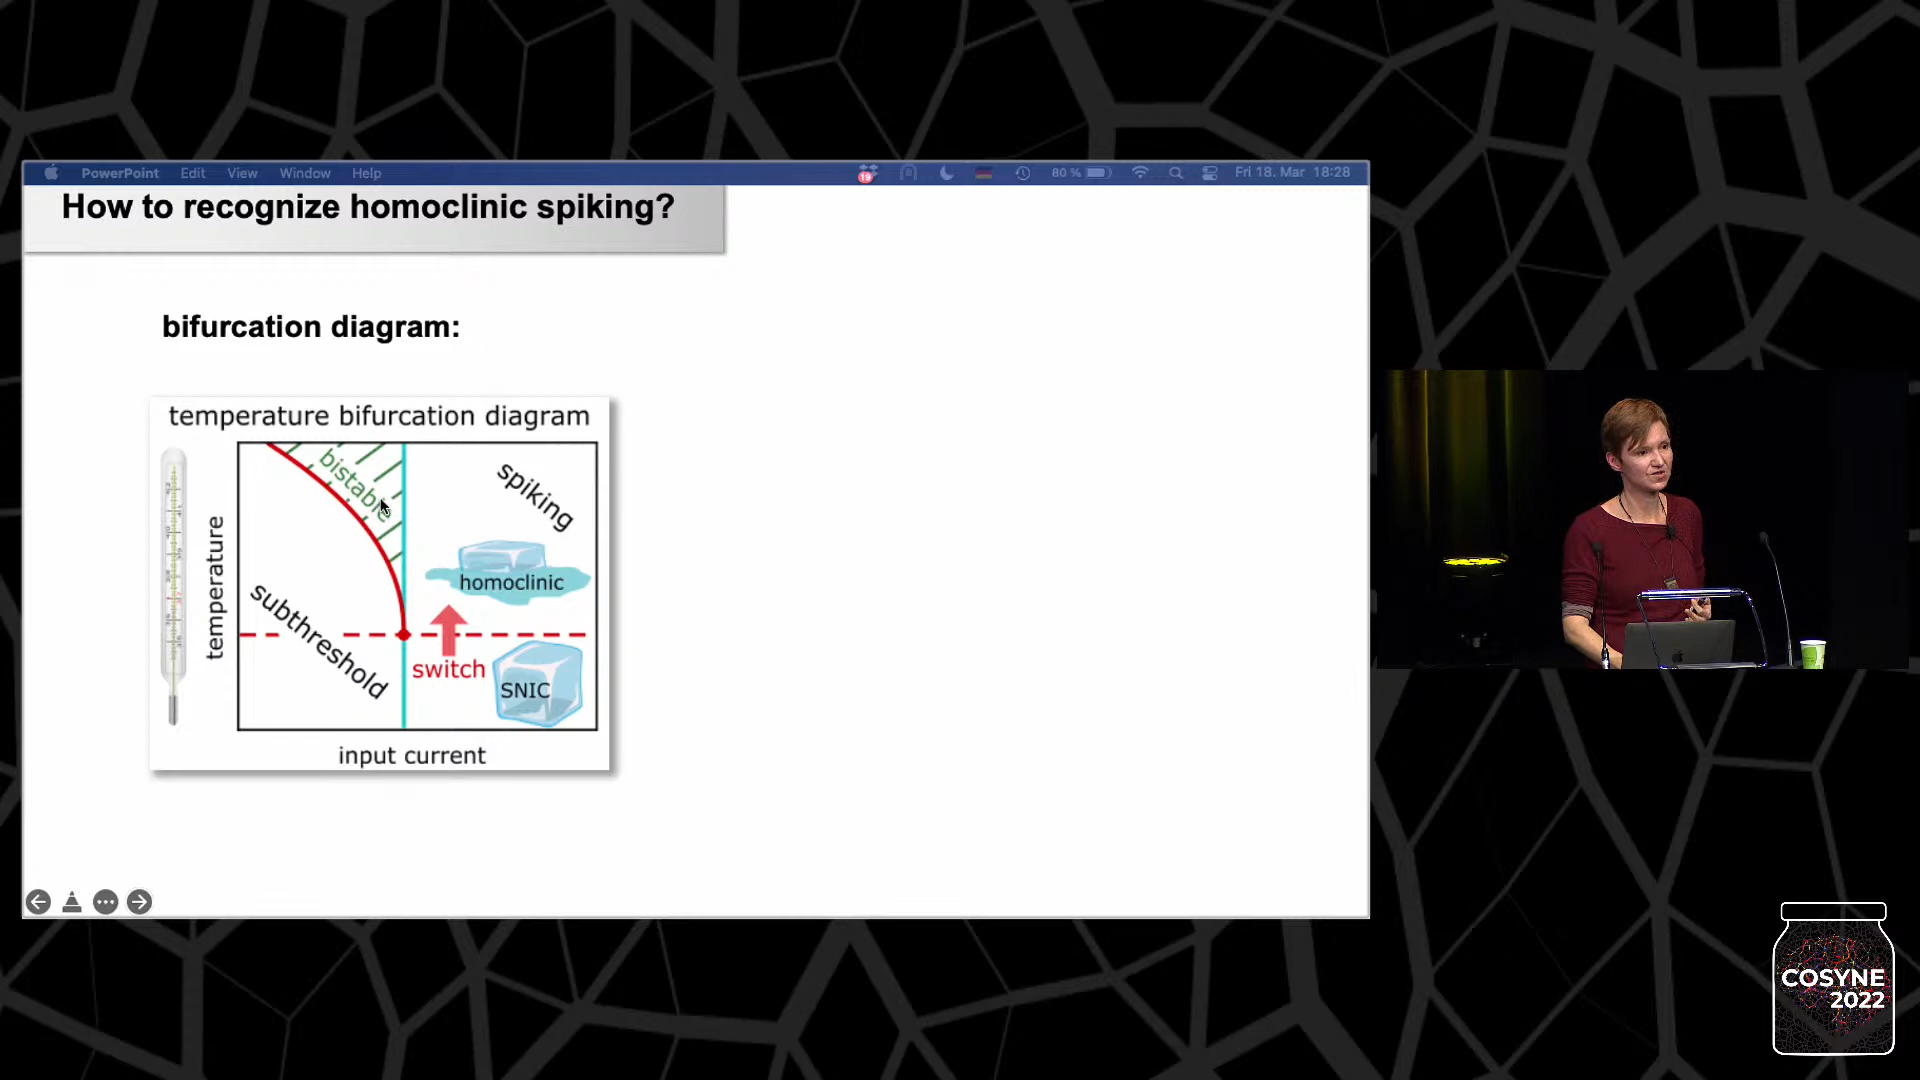 PowerPoint Edit View Window Help 19 80 % Fri 18. Mar 18:28
How to recognize homoclinic spiking?
bifurcation diagram:
temperature bifurcation diagram
bistable
spiking
temperature
homoclinic
subthreshold
switch
SNIC
input current
COSYNE
2022